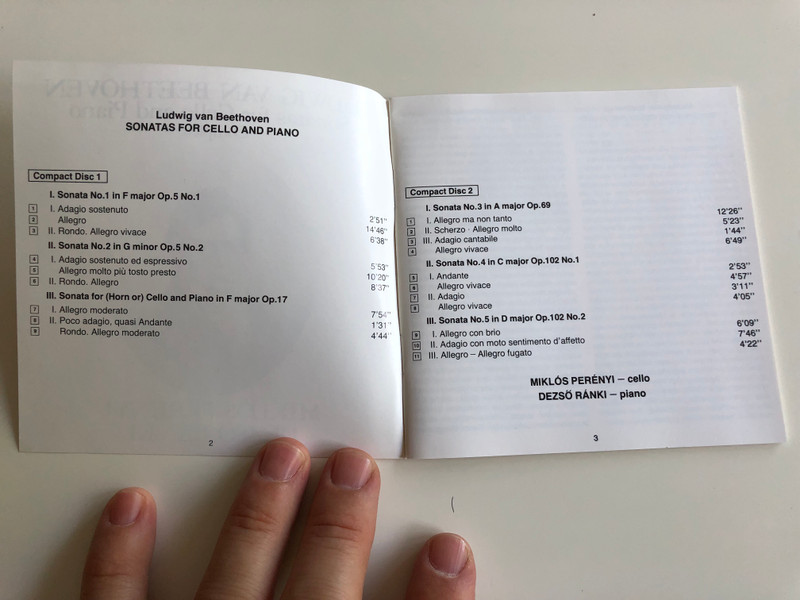 Ludwig van Beethoven
SONATAS FOR CELLO AND PIANO
Compact Disc 1
I. Sonata No.1 in F major Op.5 No.1
1 I. Adagio sostenuto 2'51''
2 Allegro 14'46''
3 II. Rondo. Allegro vivace 6'38''
II. Sonata No.2 in G minor Op.5 No.2
4 I. Adagio sostenuto ed espressivo 5'53''
5 Allegro molto più tosto presto 10'20''
6 II. Rondo. Allegro 8'37''
III. Sonata for (Horn or) Cello and Piano in F major Op.17
7 I. Allegro moderato 7'54''
8 II. Poco adagio, quasi Andante 1'31''
9 Rondo. Allegro moderato 4'44''
2
Compact Disc 2
I. Sonata No.3 in A major Op.69
1 I. Allegro ma non tanto 12'26''
2 II. Scherzo - Allegro molto 5'23''
3 III. Adagio cantabile 1'44''
4 Allegro vivace 6'49''
II. Sonata No.4 in C major Op.102 No.1
5 I. Andante 2'53''
6 Allegro vivace 4'57''
7 II. Adagio 3'11''
8 Allegro vivace 4'05''
III. Sonata No.5 in D major Op.102 No.2
9 I. Allegro con brio 6'09''
10 II. Adagio con moto sentimento d'affetto 7'46''
11 III. Allegro – Allegro fugato 4'22''
MIKLÓS PERÉNYI – cello
DEZSŐ RÁNKI – piano
3